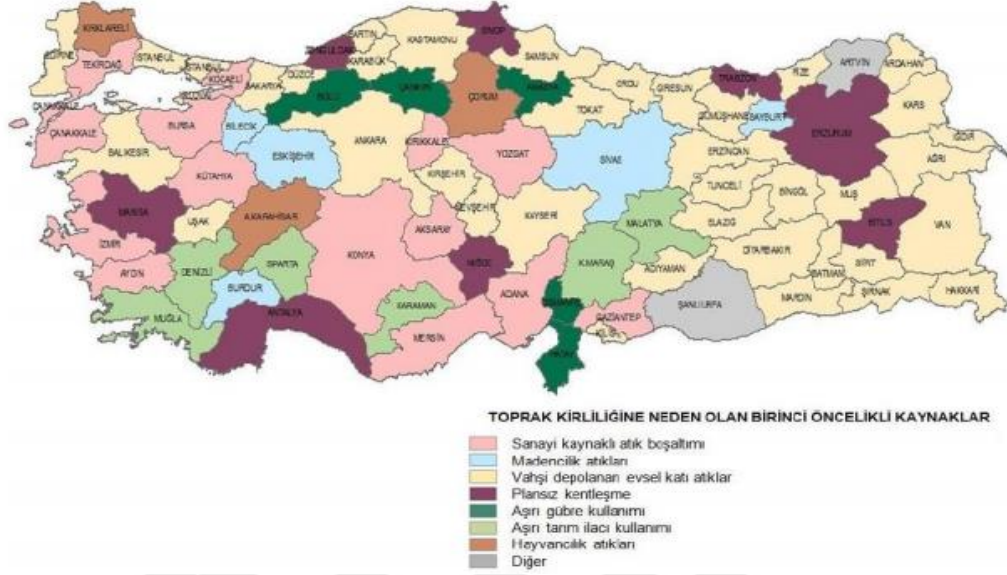 KIRKLARELİ
SİNOP
BARTIN
KASTAMONU
EDİRNE
TEKİRDAĞ
İSTANBUL
İSTANBUL
ZONGULDAK
KARABÜK
SAMSUN
ARTVİN
ARDAHAN
KOCAELİ
SAKARYA
DÜZCE
BOLU
ÇANKIRI
ÇORUM
AMASYA
ORDU
GİRESUN
TRABZON
RİZE
KARS
ÇANAKKALE
ÇANAKKALE
BURSA
BİLECİK
ANKARA
KIRIKKALE
YOZGAT
TOKAT
SİVAS
GÜMÜŞHANE
BAYBURT
ERZURUM
IĞDIR
BALIKESİR
ESKİŞEHİR
KÜTAHYA
KIRŞEHİR
ERZİNCAN
TUNCELİ
BİNGÖL
MUŞ
AĞRI
MANİSA
UŞAK
A.KARAHİSAR
NEVŞEHİR
KAYSERİ
MALATYA
ELAZIĞ
BİTLİS
VAN
İZMİR
AYDIN
DENİZLİ
ISPARTA
KONYA
AKSARAY
NİĞDE
K.MARAŞ
ADIYAMAN
DİYARBAKIR
BATMAN
SİİRT
ŞIRNAK
HAKKARİ
MUĞLA
BURDUR
ANTALYA
KARAMAN
MERSİN
ADANA
GAZİANTEP
KİLİS
HATAY
ŞANLIURFA
MARDİN
TOPRAK KİRLİLİĞİNE NEDEN OLAN BİRİNCİ ÖNCELİKLİ KAYNAKLAR
Sanayi kaynaklı atık boşaltımı
Madencilik atıkları
Vahşi depolanan evsel katı atıklar
Plansız kentleşme
Aşırı gübre kullanımı
Aşırı tarım ilacı kullanımı
Hayvancılık atıkları
Diğer